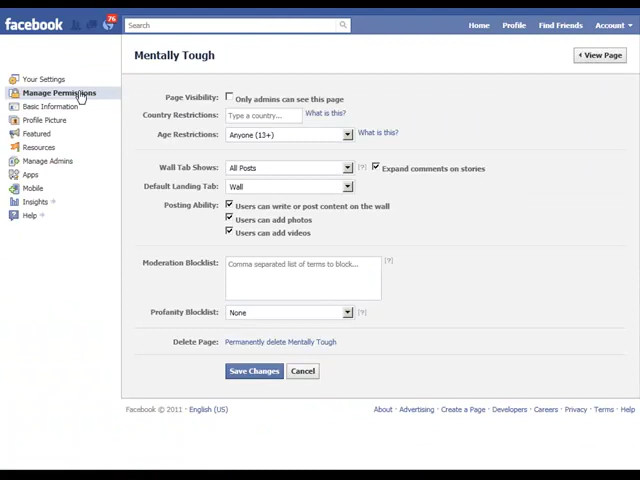 facebook
76
Search
Home Profile Find Friends Account
Mentally Tough
View Page
Your Settings
Manage Permissions
Basic Information
Profile Picture
Featured
Resources
Manage Admins
Apps
Mobile
Insights
Help
Page Visibility: Only admins can see this page
Country Restrictions: Type a country... What is this?
Age Restrictions: Anyone (13+) What is this?
Wall Tab Shows: All Posts [?] Expand comments on stories
Default Landing Tab: Wall
Posting Ability: Users can write or post content on the wall
Users can add photos
Users can add videos
Moderation Blocklist: Comma separated list of terms to block... [?]
Profanity Blocklist: None [?]
Delete Page: Permanently delete Mentally Tough
Save Changes Cancel
Facebook © 2011 · English (US)
About · Advertising · Create a Page · Developers · Careers · Privacy · Terms · Help